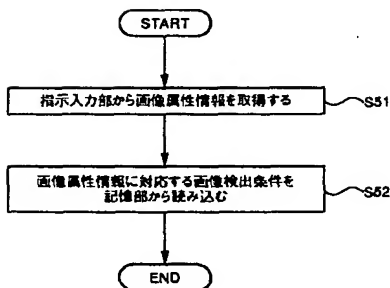 START
指示入力部から画像属性情報を取得する
S51
画像属性情報に対応する画像検出条件を
記憶部から読み込む
S52
END